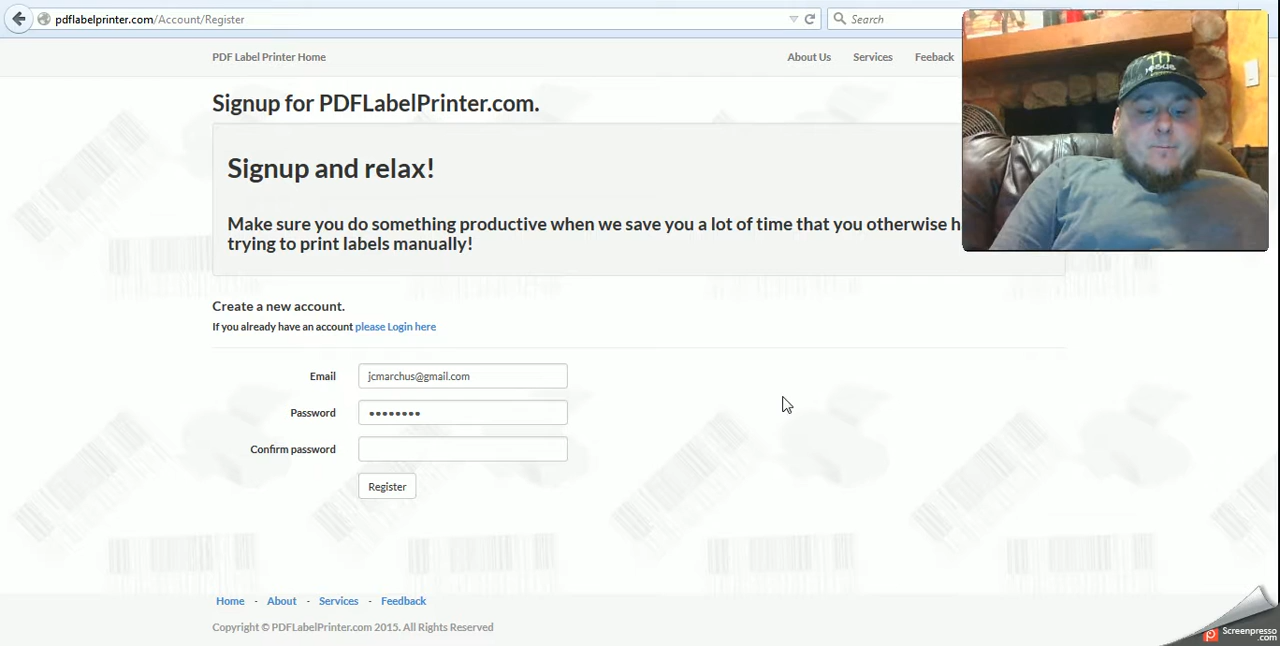 pdflabelprinter.com/Account/Register
Search
PDF Label Printer Home
About Us
Services
Feeback
Signup for PDFLabelPrinter.com.
Signup and relax!
Make sure you do something productive when we save you a lot of time that you otherwise
trying to print labels manually!
Create a new account.
If you already have an account please Login here
Email
jcmarchus@gmail.com
Password
••••••••
Confirm password
Register
Home - About - Services - Feedback
Copyright © PDFLabelPrinter.com 2015. All Rights Reserved
Screenpresso
.com